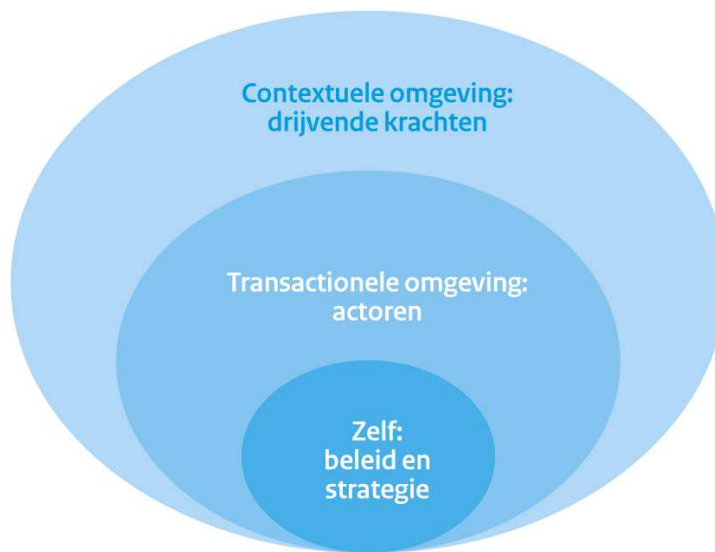 Contextuele omgeving:
drijvende krachten
Transactionele omgeving:
actoren
Zelf:
beleid en
strategie